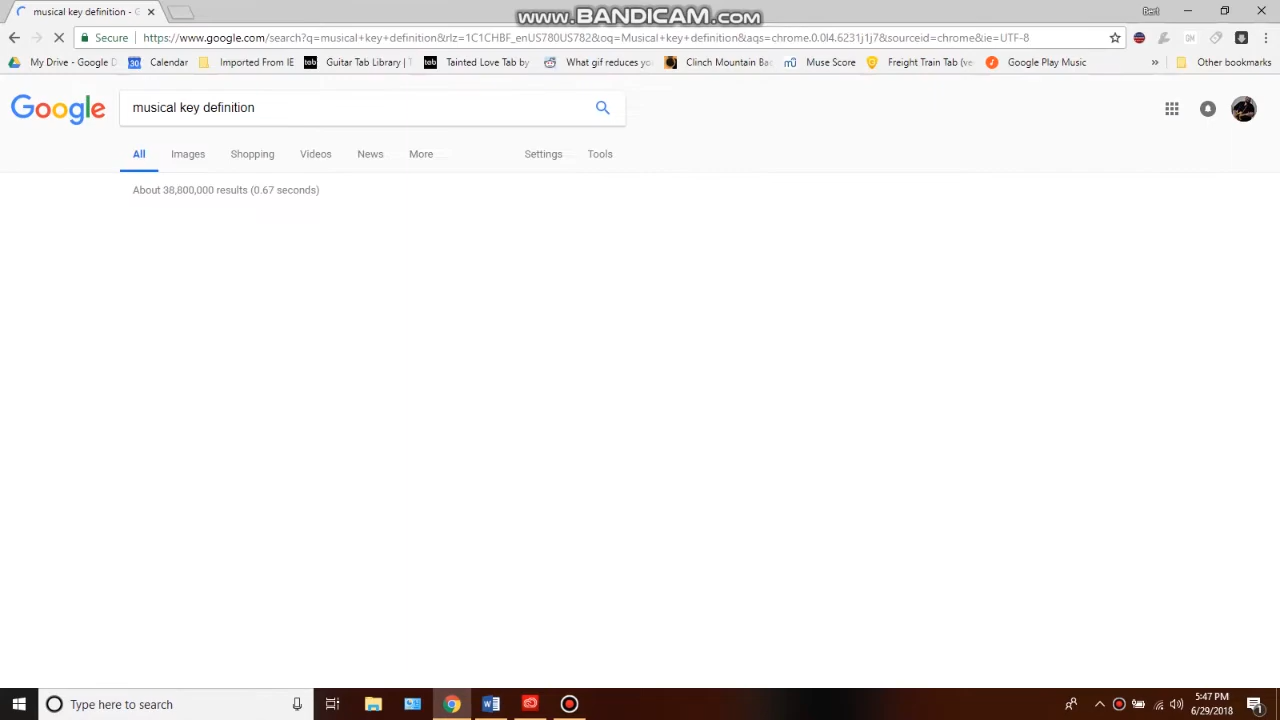 www.BANDICAM.com
musical key definition - G
Best
Secure
https://www.google.com/search?q=musical+key+definition&rlz=1C1CHBF_enUS780US782&oq=Musical+key+definition&aqs=chrome.0.0l4.6231j1j7&sourceid=chrome&ie=UTF-8
My Drive - Google D
Calendar
Imported From IE
Guitar Tab Library | T
Tainted Love Tab by
What gif reduces yo
Clinch Mountain Bac
Muse Score
Freight Train Tab (ve
Google Play Music
»
Other bookmarks
Google
musical key definition
All Images Shopping Videos News More Settings Tools
About 38,800,000 results (0.67 seconds)
Type here to search
5:47 PM
6/29/2018